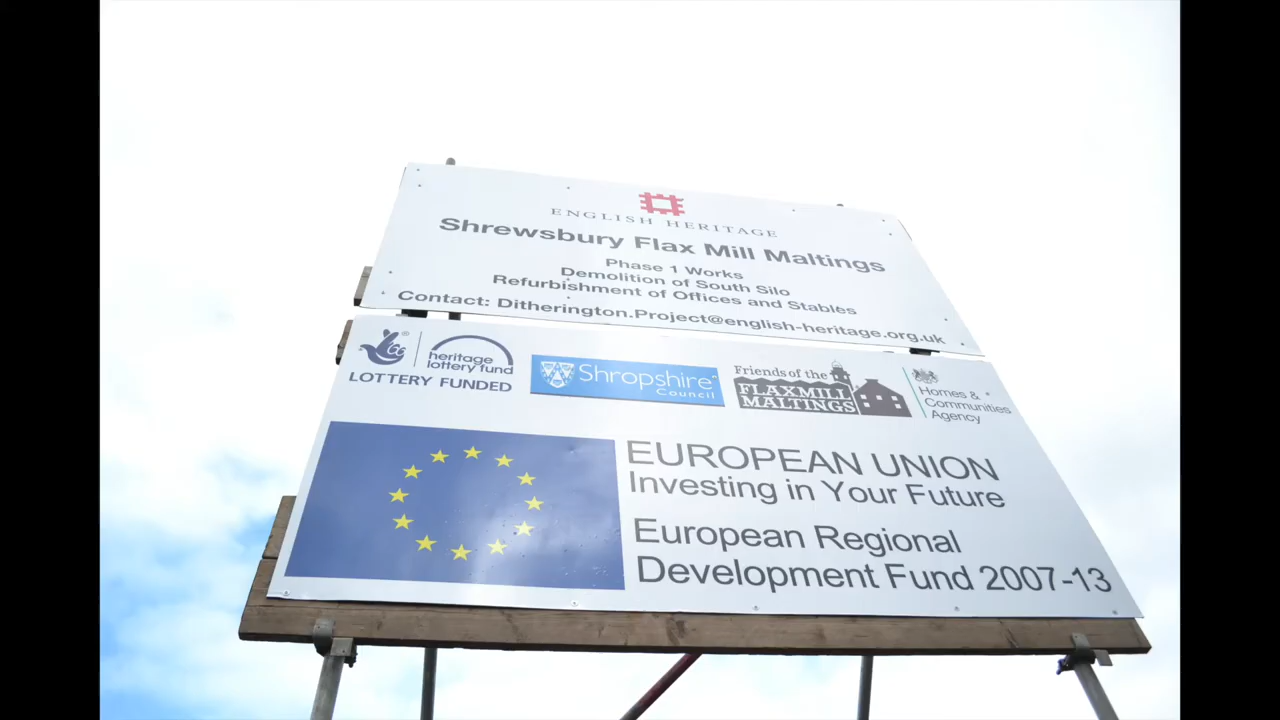 ENGLISH HERITAGE
Shrewsbury Flax Mill Maltings
Phase 1 Works
Demolition of South Silo
Refurbishment of Offices and Stables
Contact: Ditherington.Project@english-heritage.org.uk
heritage
lottery fund
LOTTERY FUNDED
Shropshire
Council
Friends of the
FLAXMILL
MALTINGS
Homes &
Communities
Agency
EUROPEAN UNION
Investing in Your Future
European Regional
Development Fund 2007-13